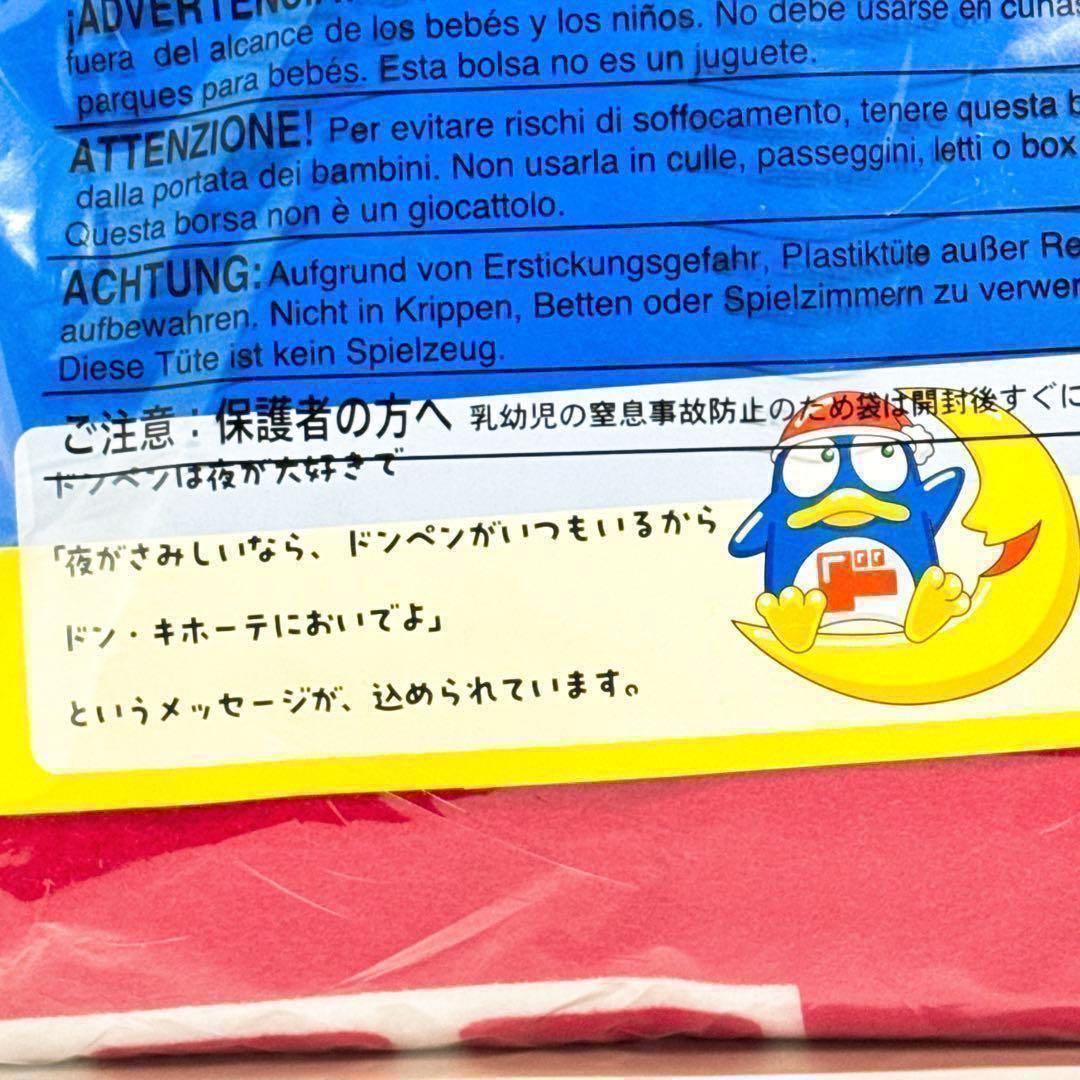 ¡ADVERTENCIA
fuera del alcance de los bebés y los niños. No debe usarse en cunas
parques para bebés. Esta bolsa no es un juguete.
ATTENZIONE! Per evitare rischi di soffocamento, tenere questa b
dalla portata dei bambini. Non usarla in culle, passeggini, letti o box
Questa borsa non è un giocattolo.
ACHTUNG: Aufgrund von Erstickungsgefahr, Plastiktüte außer Re
aufbewahren. Nicht in Krippen, Betten oder Spielzimmern zu verwen
Diese Tüte ist kein Spielzeug.
ご注意：保護者の方へ 乳幼児の窒息事故防止のため袋は開封後すぐに
ドンペンは夜が大好きで
「夜がさみしいなら、ドンペンがいつもいるから
ドン・キホーテにおいでよ」
というメッセージが、込められています。
ド